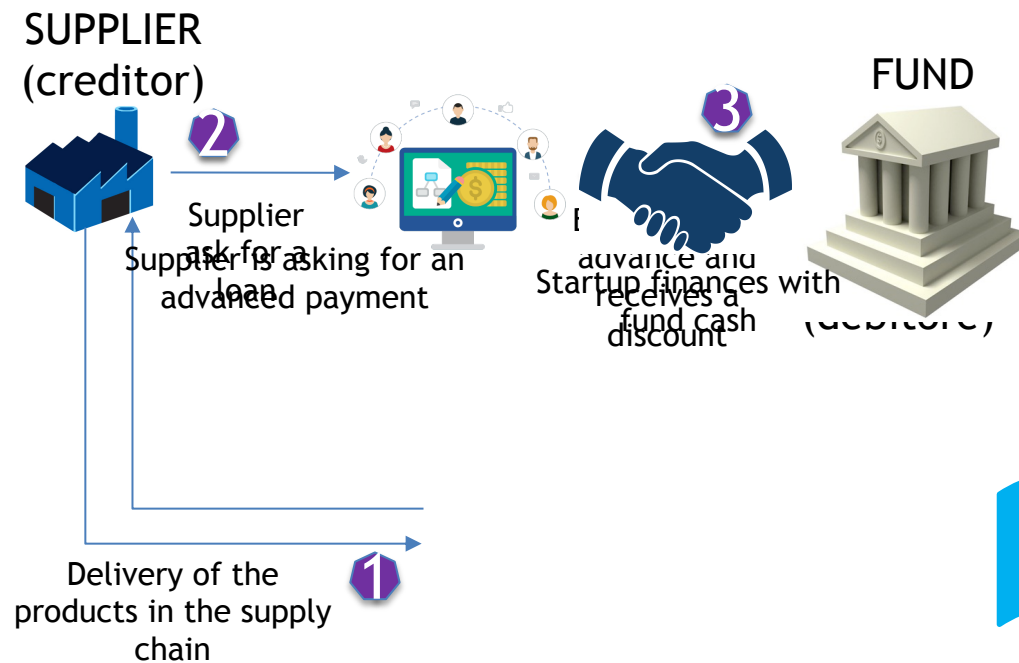 SUPPLIER
(creditor)
FUND
2
3
Supplier
ask for a
loan
Supplier is asking for an
advanced payment
advance and
receives a
discount
Startup finances with
fund cash
(debitore)
1
Delivery of the
products in the supply
chain